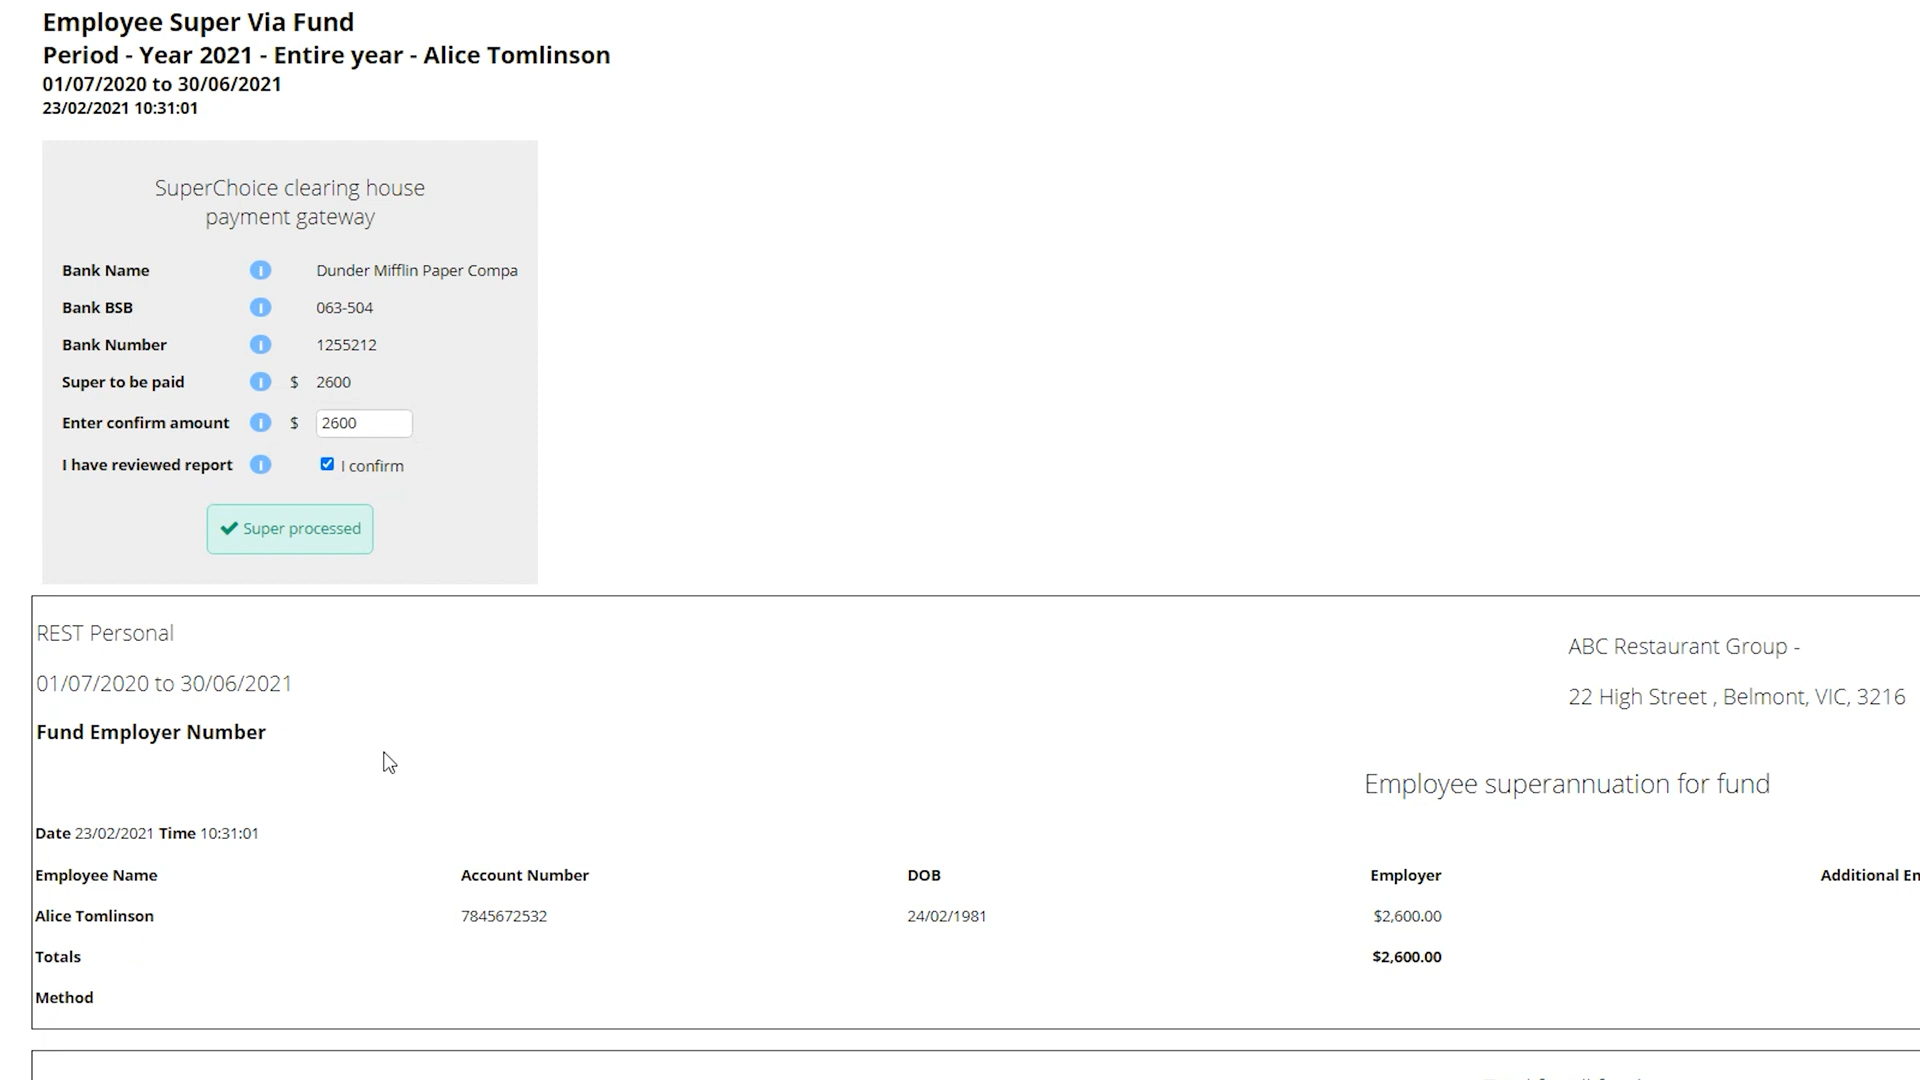 Employee Super Via Fund
Period - Year 2021 - Entire year - Alice Tomlinson
01/07/2020 to 30/06/2021
23/02/2021 10:31:01
SuperChoice clearing house
payment gateway
Bank Name Dunder Mifflin Paper Compa
Bank BSB 063-504
Bank Number 1255212
Super to be paid $ 2600
Enter confirm amount $ 2600
I have reviewed report I confirm
Super processed
REST Personal
ABC Restaurant Group -
01/07/2020 to 30/06/2021
22 High Street , Belmont, VIC, 3216
Fund Employer Number
Employee superannuation for fund
Date 23/02/2021 Time 10:31:01
Employee Name Account Number DOB Employer Additional
Alice Tomlinson 7845672532 24/02/1981 $2,600.00
Totals $2,600.00
Method